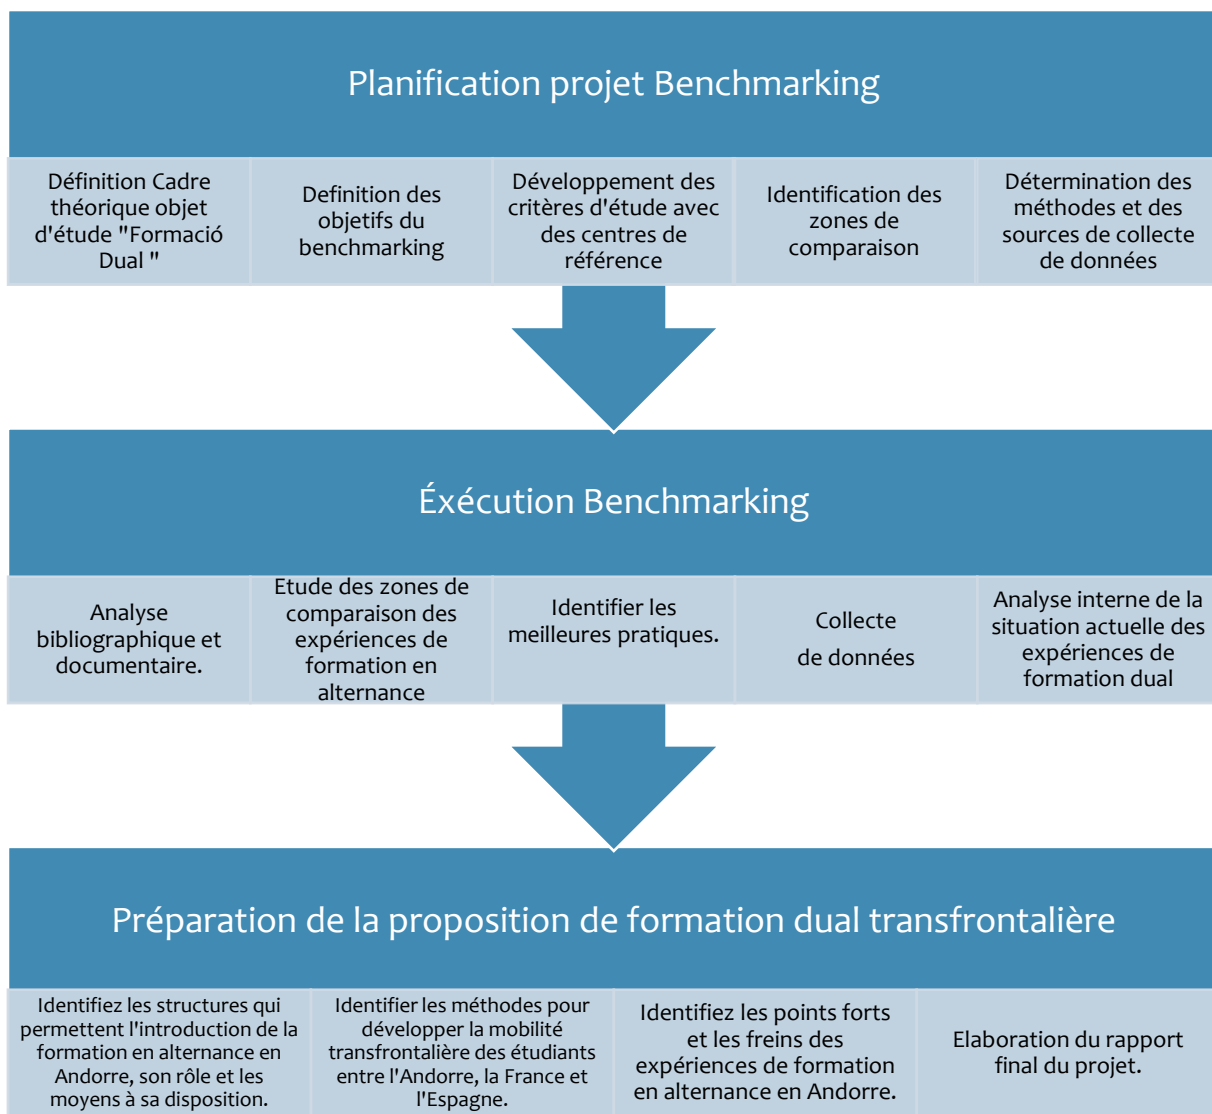 Planification projet Benchmarking
Définition Cadre
théorique objet
d'étude "Formació
Dual "
Definition des
objetifs du
benchmarking
Développement des
critères d'étude avec
des centres de
référence
Identification des
zones de
comparaison
Détermination des
méthodes et des
sources de collecte
de données
Éxécution Benchmarking
Analyse
bibliographique et
documentaire.
Etude des zones de
comparaison des
expériences de
formation en
alternance
Identifier les
meilleures pratiques.
Collecte
de données
Analyse interne de la
situation actuelle des
expériences de
formation dual
Préparation de la proposition de formation dual transfrontalière
Identifiez les structures qui
permettent l'introduction de la
formation en alternance en
Andorre, son rôle et les
moyens à sa disposition.
Identifier les méthodes pour
développer la mobilité
transfrontalière des étudiants
entre l'Andorre, la France et
l'Espagne.
Identifiez les points forts
et les freins des
expériences de formation
en alternance en Andorre.
Elaboration du rapport
final du projet.